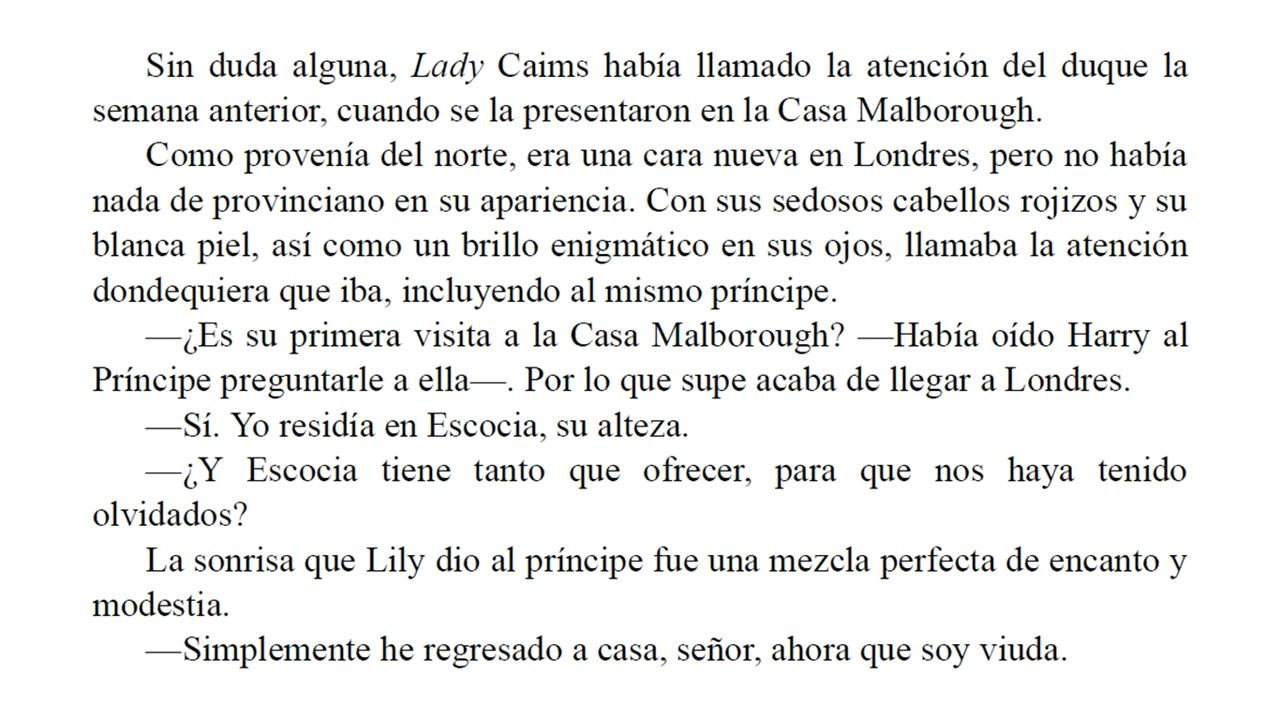 Sin duda alguna, Lady Caims había llamado la atención del duque la
semana anterior, cuando se la presentaron en la Casa Malborough.
Como provenía del norte, era una cara nueva en Londres, pero no había
nada de provinciano en su apariencia. Con sus sedosos cabellos rojizos y su
blanca piel, así como un brillo enigmático en sus ojos, llamaba la atención
dondequiera que iba, incluyendo al mismo príncipe.
—¿Es su primera visita a la Casa Malborough? —Había oído Harry al
Príncipe preguntarle a ella—. Por lo que supe acaba de llegar a Londres.
—Sí. Yo residía en Escocia, su alteza.
—¿Y Escocia tiene tanto que ofrecer, para que nos haya tenido
olvidados?
La sonrisa que Lily dio al príncipe fue una mezcla perfecta de encanto y
modestia.
—Simplemente he regresado a casa, señor, ahora que soy viuda.